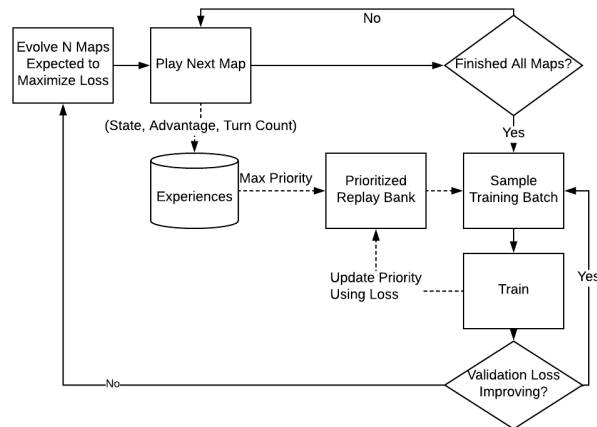 No
Evolve N Maps
Expected to
Maximize Loss
Play Next Map
Finished All Maps?
(State, Advantage, Turn Count)
Yes
Experiences
Max Priority
Prioritized
Replay Bank
Sample
Training Batch
Update Priority
Using Loss
Train
Yes
No
Validation Loss
Improving?